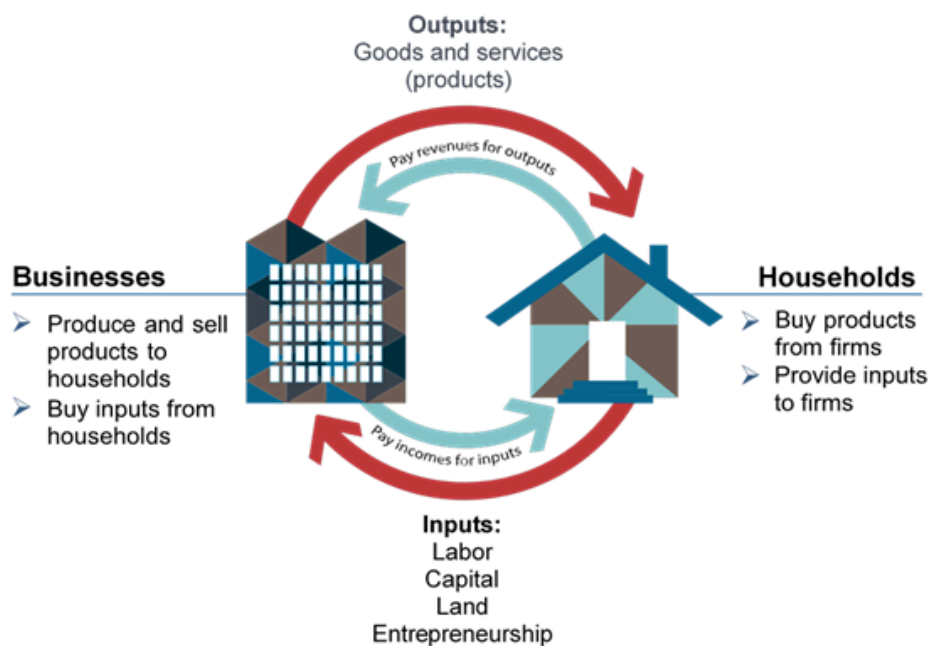 Outputs:
Goods and services
(products)
Pay revenues for outputs
Businesses
Produce and sell
products to
households
Buy inputs from
households
Households
Buy products
from firms
Provide inputs
to firms
Pay incomes for inputs
Inputs:
Labor
Capital
Land
Entrepreneurship